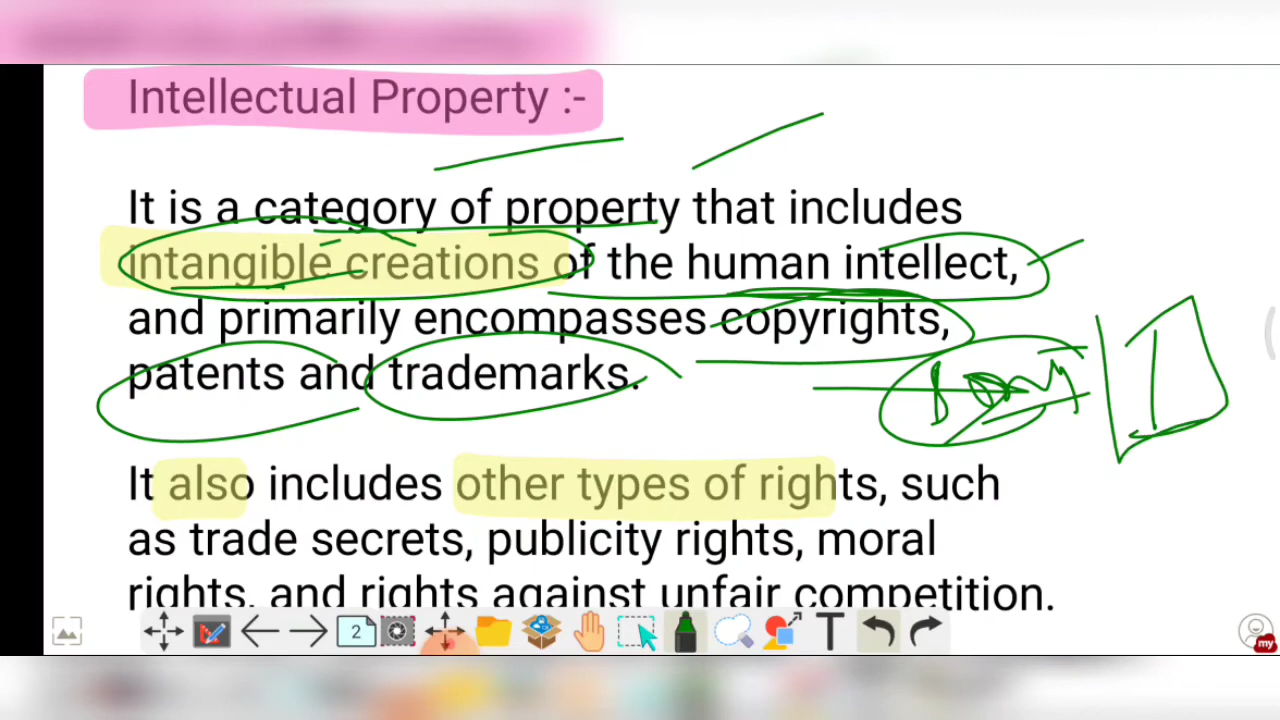 Intellectual Property :-
It is a category of property that includes
intangible creations of the human intellect,
and primarily encompasses copyrights,
patents and trademarks.
It also includes other types of rights, such
as trade secrets, publicity rights, moral
rights, and rights against unfair competition.
2
T
my